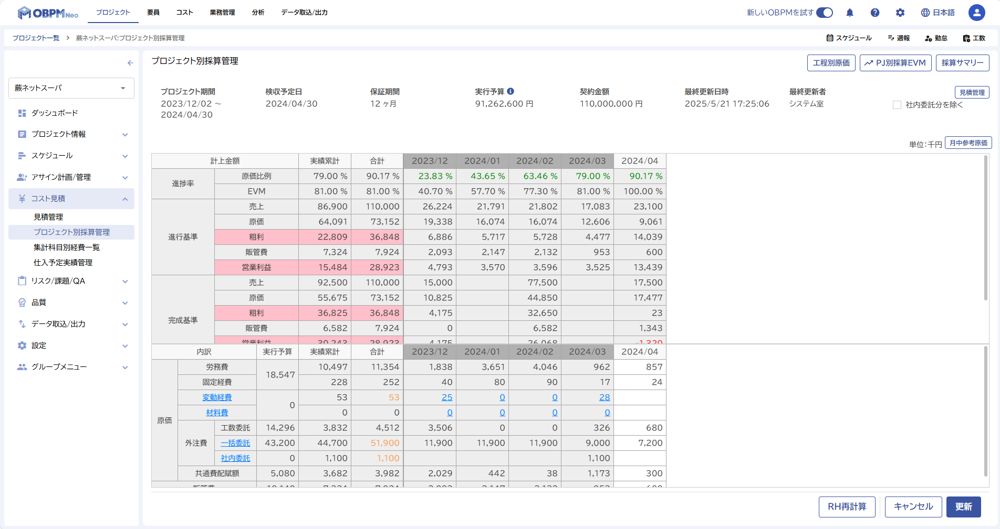 OBPM Neo
プロジェクト 要員 コスト 業務管理 分析 データ取込/出力
新しいOBPMを試す 日本語
プロジェクト一覧 > 蕨ネットスーパ:プロジェクト別採算管理
スケジュール 週報 勤怠 工数
蕨ネットスーパ
ダッシュボード
プロジェクト情報
スケジュール
アサイン計画/管理
コスト見積
見積管理
プロジェクト別採算管理
集計科目別経費一覧
仕入予定実績管理
リスク/課題/QA
品質
データ取込/出力
設定
グループメニュー
プロジェクト別採算管理
工程別原価 PJ別採算EVM 採算サマリー
プロジェクト期間 検収予定日 保証期間 実行予算 契約金額 最終更新日時 最終更新者 見積管理
2023/12/02 ～ 2024/04/30 12 ヶ月 91,262,600 円 110,000,000 円 2025/5/21 17:25:06 システム室 社内委託分を除く
2024/04/30
単位:千円 月中参考原価
計上金額 実績累計 合計 2023/12 2024/01 2024/02 2024/03 2024/04
進捗率 原価比例 79.00 % 90.17 % 23.83 % 43.65 % 63.46 % 79.00 % 90.17 %
EVM 81.00 % 81.00 % 40.70 % 57.70 % 77.30 % 81.00 % 100.00 %
進行基準 売上 86,900 110,000 26,224 21,791 21,802 17,083 23,100
原価 64,091 73,152 19,338 16,074 16,074 12,606 9,061
粗利 22,809 36,848 6,886 5,717 5,728 4,477 14,039
販管費 7,324 7,924 2,093 2,147 2,132 953 600
営業利益 15,484 28,923 4,793 3,570 3,596 3,525 13,439
完成基準 売上 92,500 110,000 15,000 77,500 17,500
原価 55,675 73,152 10,825 44,850 17,477
粗利 36,825 36,848 4,175 32,650 23
販管費 6,582 7,924 0 6,582 1,343
営業利益 30,243 28,923 4,175 26,068 -1,320
内訳 実行予算 実績累計 合計 2023/12 2024/01 2024/02 2024/03 2024/04
原価 労務費 18,547 10,497 11,354 1,838 3,651 4,046 962 857
固定経費 228 252 40 80 90 17 24
変動経費 0 53 53 25 0 0 28
材料費 0 0 0 0 0 0
外注費 工数委託 14,296 3,832 4,512 3,506 0 0 326 680
一括委託 43,200 44,700 51,900 11,900 11,900 11,900 9,000 7,200
社内委託 0 1,100 1,100 1,100
共通費配賦額 5,080 3,682 3,982 2,029 442 38 1,173 300
販管費 10,140 7,324 7,924 2,093 2,147 2,132 953 600
RH再計算 キャンセル 更新